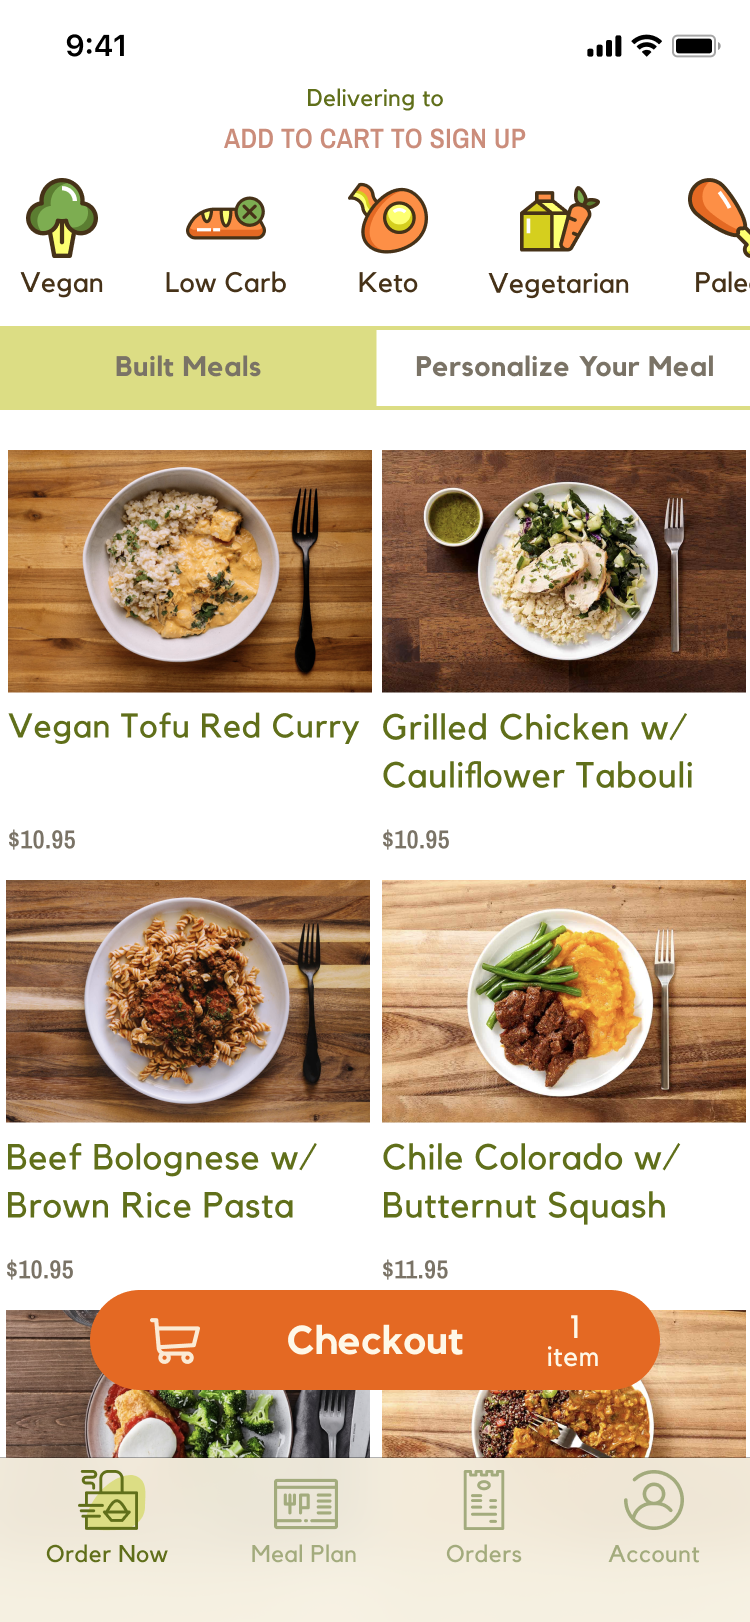 9:41
Delivering to
ADD TO CART TO SIGN UP
Vegan
Low Carb
Keto
Vegetarian
Pale
Built Meals
Personalize Your Meal
Vegan Tofu Red Curry
$10.95
Grilled Chicken w/
Cauliflower Tabouli
$10.95
Beef Bolognese w/
Brown Rice Pasta
$10.95
Chile Colorado w/
Butternut Squash
$11.95
Checkout
1
item
Order Now
Meal Plan
Orders
Account